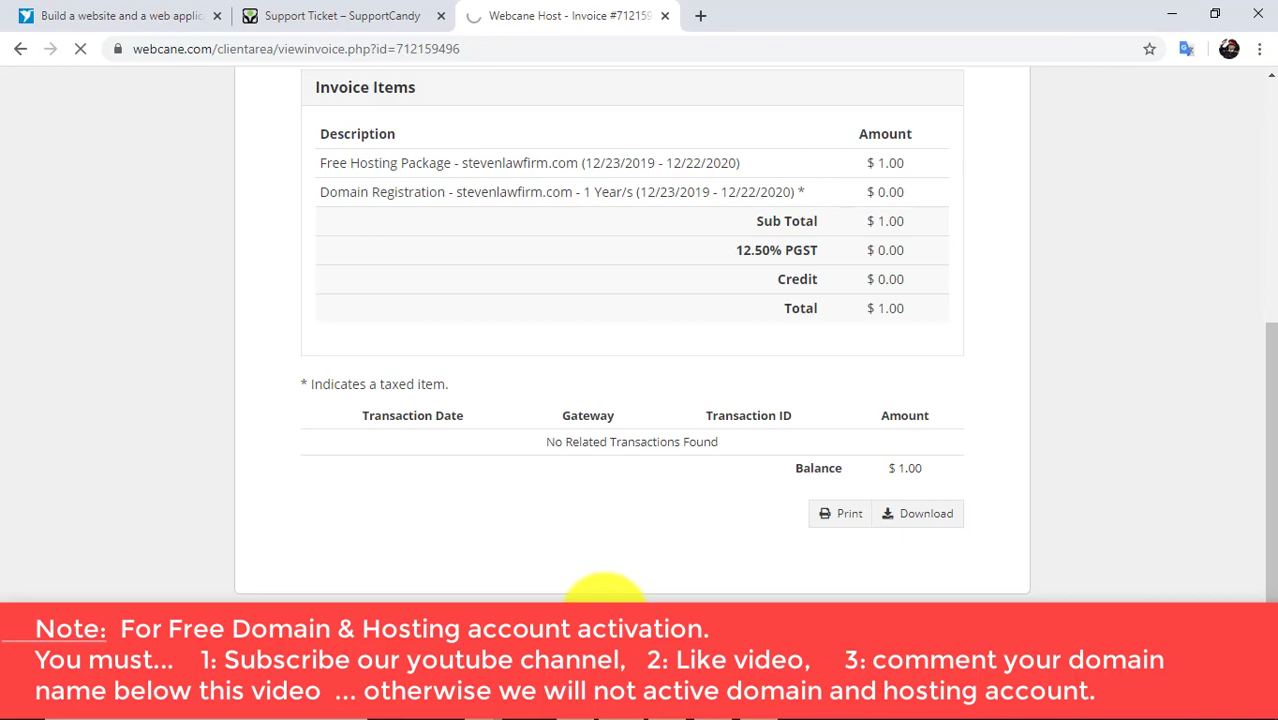 Build a website and a web applica
Support Ticket – SupportCandy
Webcane Host - Invoice #712159
webcane.com/clientarea/viewinvoice.php?id=712159496
Invoice Items
Description Amount
Free Hosting Package - stevenlawfirm.com (12/23/2019 - 12/22/2020) $ 1.00
Domain Registration - stevenlawfirm.com - 1 Year/s (12/23/2019 - 12/22/2020) * $ 0.00
Sub Total $ 1.00
12.50% PGST $ 0.00
Credit $ 0.00
Total $ 1.00
* Indicates a taxed item.
Transaction Date Gateway Transaction ID Amount
No Related Transactions Found
Balance $ 1.00
Print Download
Note: For Free Domain & Hosting account activation.
You must... 1: Subscribe our youtube channel, 2: Like video, 3: comment your domain
name below this video ... otherwise we will not active domain and hosting account.